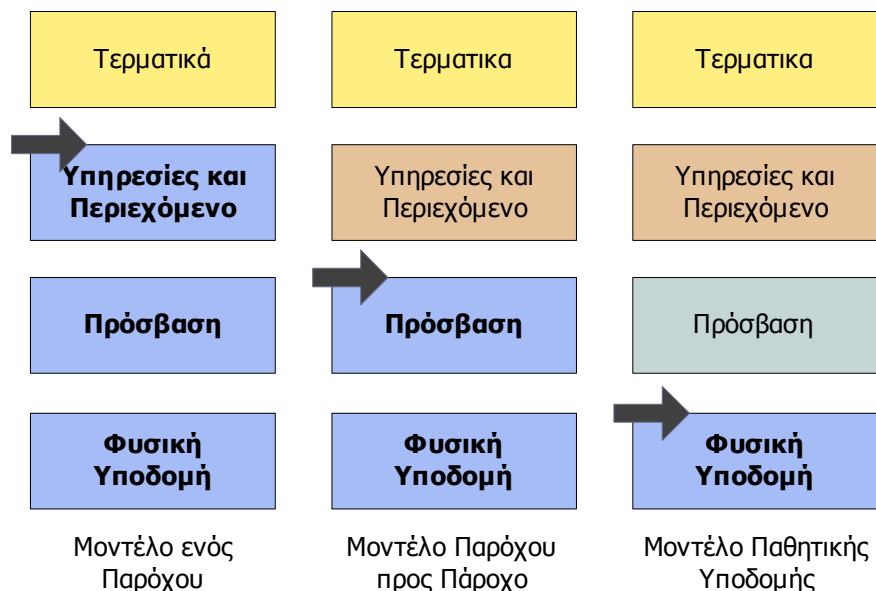 Τερματικά
Τερματικα
Τερματικα
Υπηρεσίες και
Περιεχόμενο
Υπηρεσίες και
Περιεχόμενο
Υπηρεσίες και
Περιεχόμενο
Πρόσβαση
Πρόσβαση
Πρόσβαση
Φυσική
Υποδομή
Φυσική
Υποδομή
Φυσική
Υποδομή
Μοντέλο ενός
Παρόχου
Μοντέλο Παρόχου
προς Πάροχο
Μοντέλο Παθητικής
Υποδομής